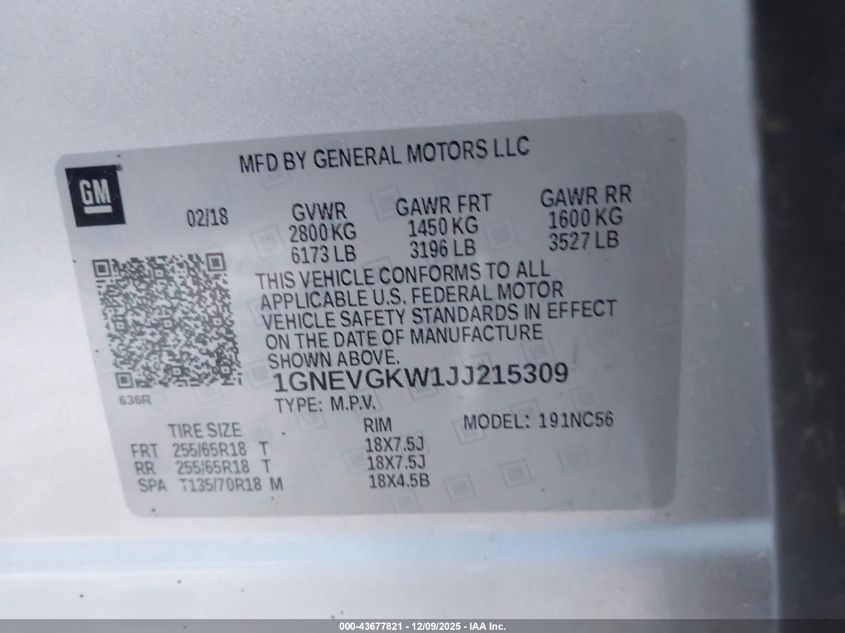 MFD BY GENERAL MOTORS LLC
GM
02/18
GVWR
2800 KG
6173 LB
GAWR FRT
1450 KG
3196 LB
GAWR RR
1600 KG
3527 LB
THIS VEHICLE CONFORMS TO ALL
APPLICABLE U.S. FEDERAL MOTOR
VEHICLE SAFETY STANDARDS IN EFFECT
ON THE DATE OF MANUFACTURE
SHOWN ABOVE.
636R
1GNEVGKW1JJ215309
TYPE: M.P.V.
MODEL: 191NC56
TIRE SIZE RIM
FRT 255/65R18 T 18X7.5J
RR 255/65R18 T 18X7.5J
SPA T135/70R18 M 18X4.5B
000-43677821 - 12/09/2025 - IAA Inc.